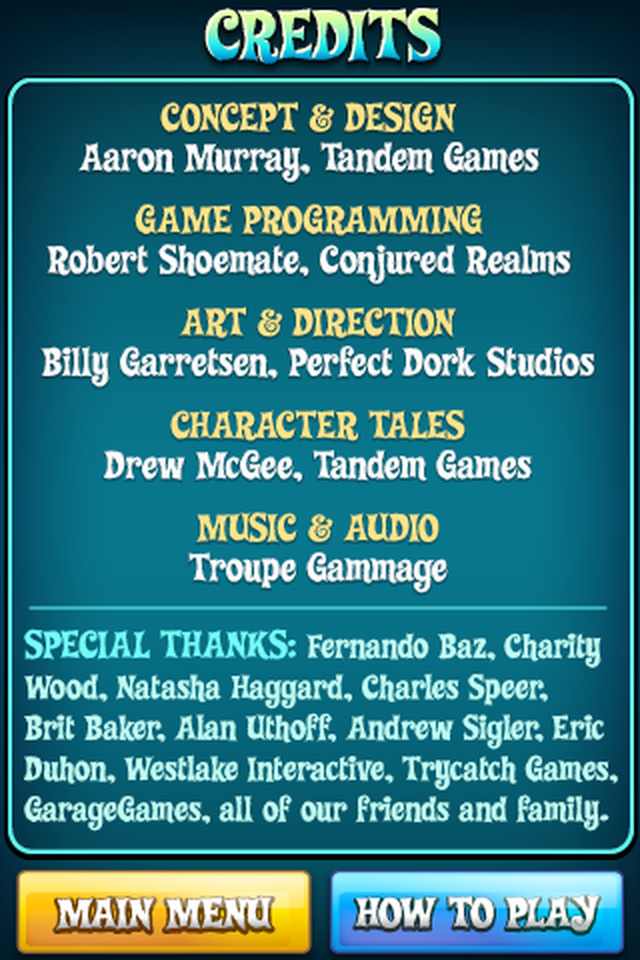 CREDITS
CONCEPT & DESIGN
Aaron Murray, Tandem Games
GAME PROGRAMMING
Robert Shoemate, Conjured Realms
ART & DIRECTION
Billy Garretsen, Perfect Dork Studios
CHARACTER TALES
Drew McGee, Tandem Games
MUSIC & AUDIO
Troupe Gammage
SPECIAL THANKS: Fernando Baz, Charity
Wood, Natasha Haggard, Charles Speer,
Brit Baker, Alan Uthoff, Andrew Sigler, Eric
Duhon, Westlake Interactive, Trycatch Games,
GarageGames, all of our friends and family.
MAIN MENU
HOW TO PLAY